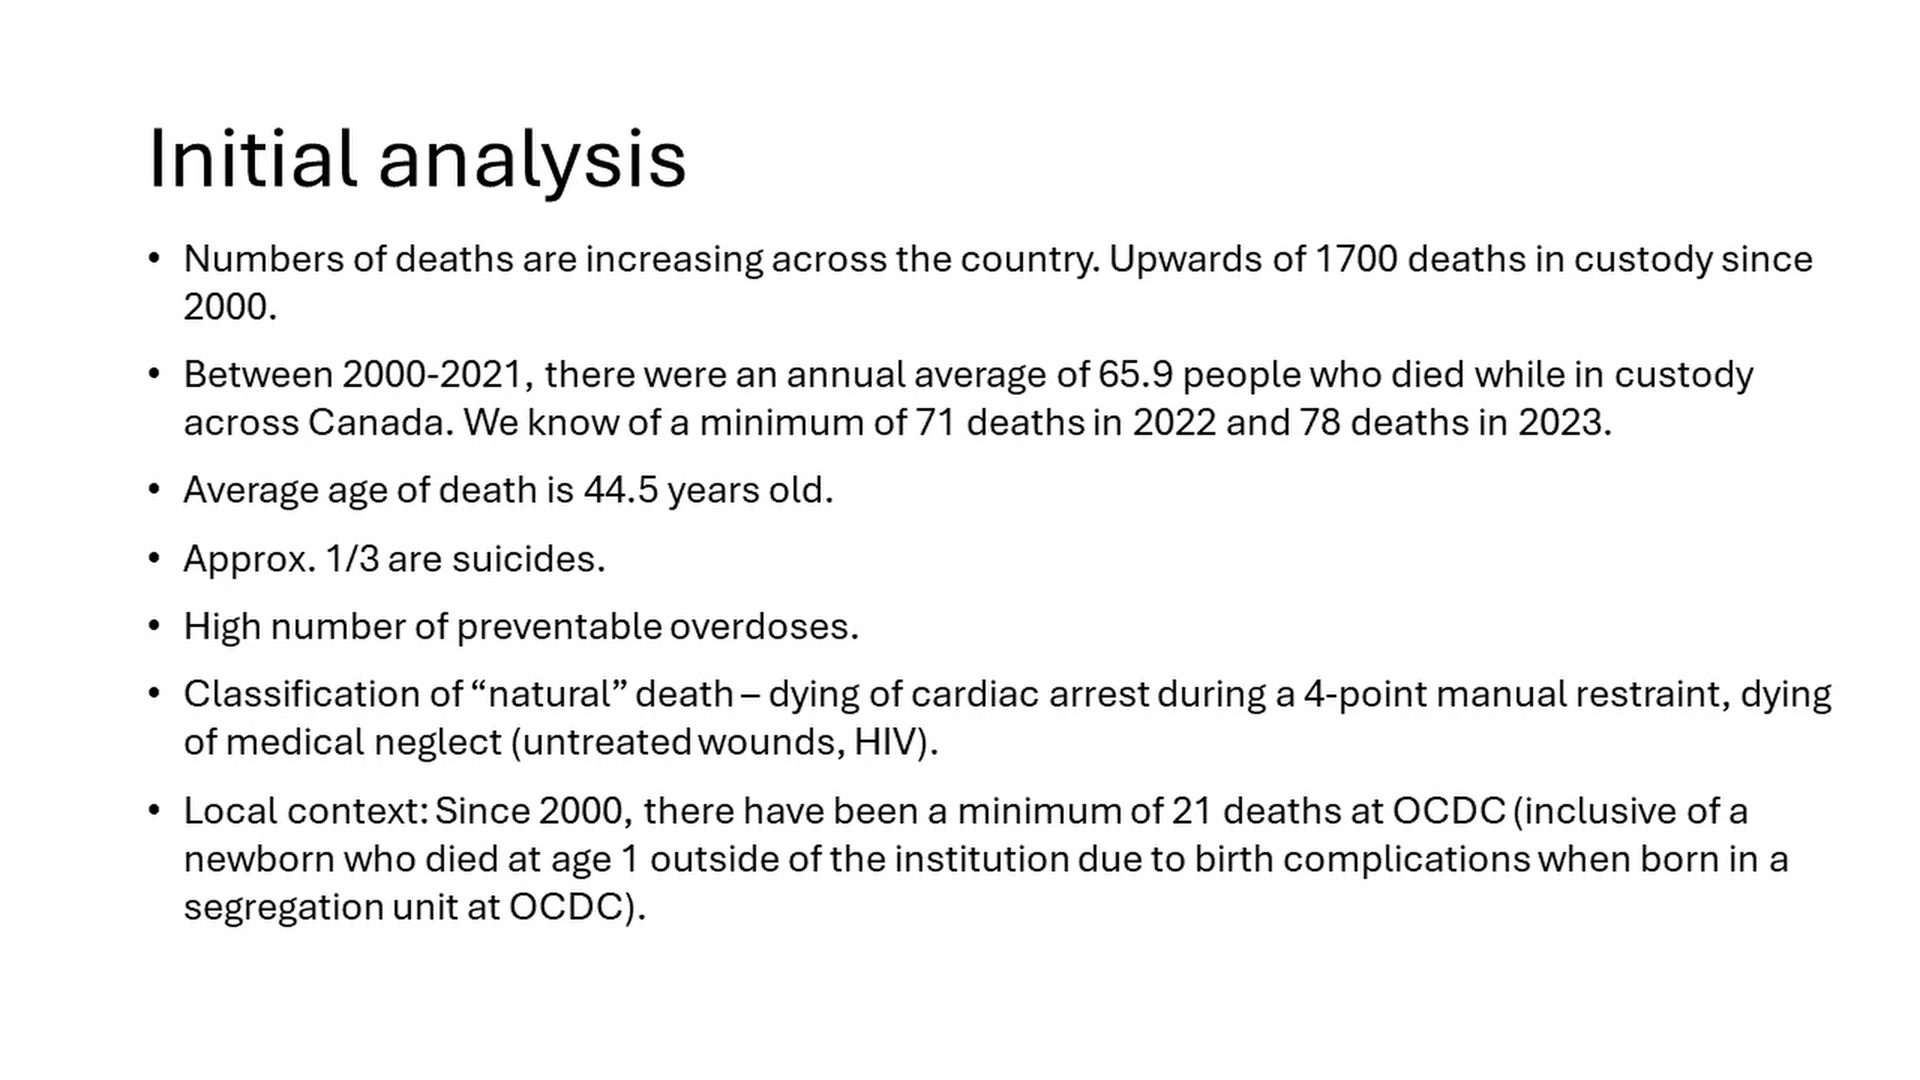 Initial analysis
• Numbers of deaths are increasing across the country. Upwards of 1700 deaths in custody since
2000.
• Between 2000-2021, there were an annual average of 65.9 people who died while in custody
across Canada. We know of a minimum of 71 deaths in 2022 and 78 deaths in 2023.
• Average age of death is 44.5 years old.
• Approx. 1/3 are suicides.
• High number of preventable overdoses.
• Classification of “natural” death – dying of cardiac arrest during a 4-point manual restraint, dying
of medical neglect (untreated wounds, HIV).
• Local context: Since 2000, there have been a minimum of 21 deaths at OCDC (inclusive of a
newborn who died at age 1 outside of the institution due to birth complications when born in a
segregation unit at OCDC).